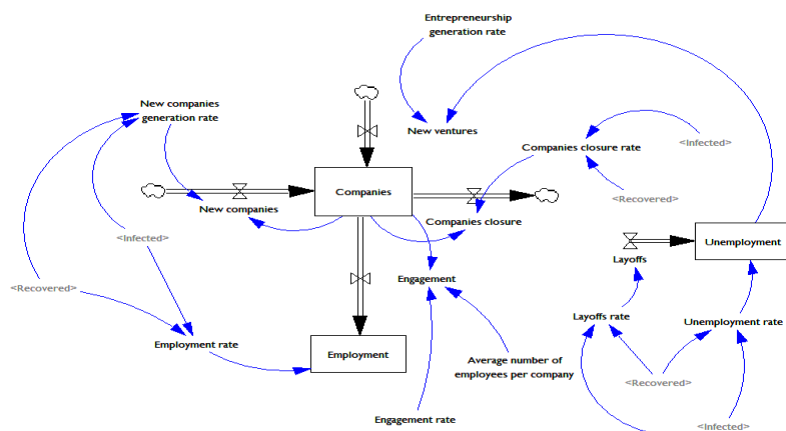 Entrepreneurship
generation rate
New companies
generation rate
New ventures
Companies closure rate
<Infected>
Companies
<Recovered>
New companies
Companies closure
<Infected>
Unemployment
Layoffs
Engagement
<Recovered>
Layoffs rate
Unemployment rate
Employment rate
Employment
Average number of
employees per company
<Recovered>
Engagement rate
<Infected>